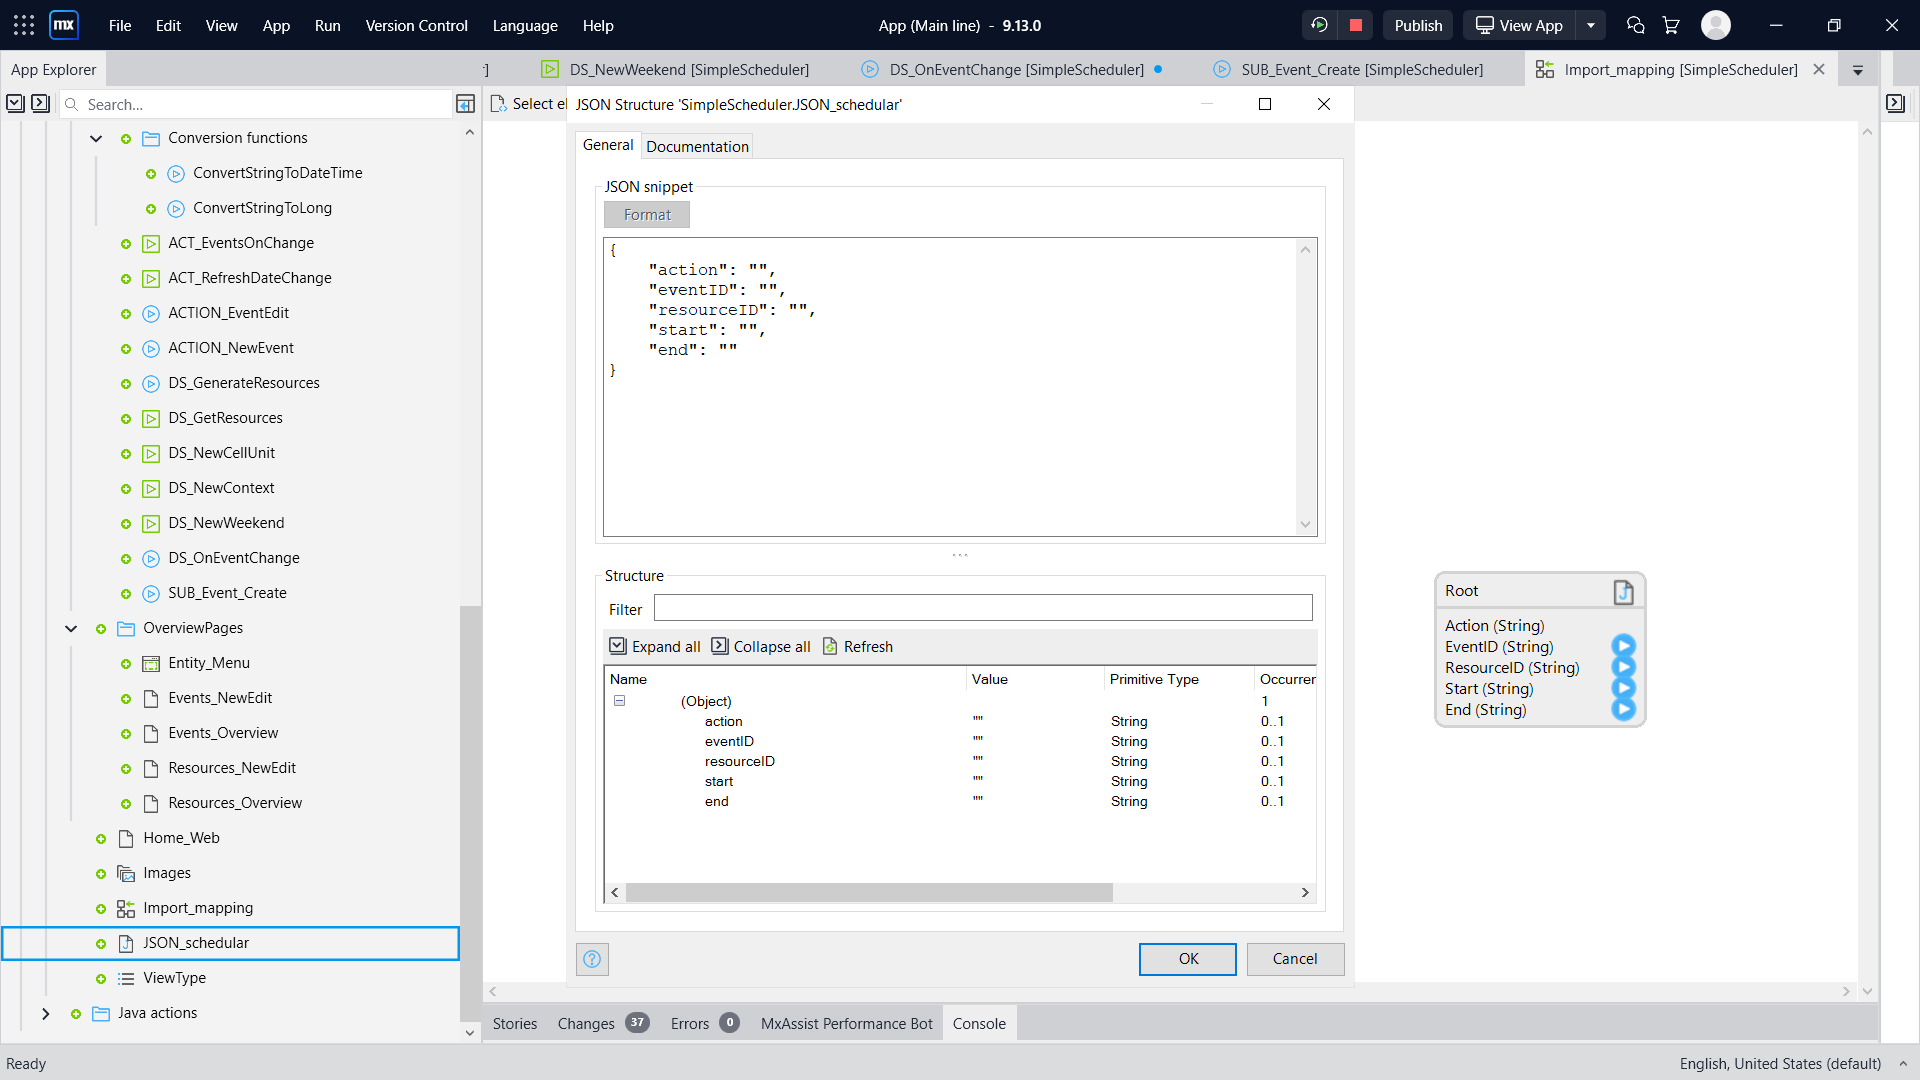 mx File Edit View App Run Version Control Language Help App (Main line) - 9.13.0 Publish View App
App Explorer
:] DS_NewWeekend [SimpleScheduler] DS_OnEventChange [SimpleScheduler] SUB_Event_Create [SimpleScheduler] Import_mapping [SimpleScheduler]
Search...
Conversion functions
ConvertStringToDateTime
ConvertStringToLong
ACT_EventsOnChange
ACT_RefreshDateChange
ACTION_EventEdit
ACTION_NewEvent
DS_GenerateResources
DS_GetResources
DS_NewCellUnit
DS_NewContext
DS_NewWeekend
DS_OnEventChange
SUB_Event_Create
OverviewPages
Entity_Menu
Events_NewEdit
Events_Overview
Resources_NewEdit
Resources_Overview
Home_Web
Images
Import_mapping
JSON_schedular
ViewType
Java actions
Select el
JSON Structure 'SimpleScheduler.JSON_schedular'
General Documentation
JSON snippet
Format
{
"action": "",
"eventID": "",
"resourceID": "",
"start": "",
"end": ""
}
...
Structure
Filter
Expand all Collapse all Refresh
Name Value Primitive Type Occurrer
(Object) 1
action "" String 0..1
eventID "" String 0..1
resourceID "" String 0..1
start "" String 0..1
end "" String 0..1
? OK Cancel
Root
Action (String)
EventID (String)
ResourceID (String)
Start (String)
End (String)
Stories Changes 37 Errors 0 MxAssist Performance Bot Console
Ready English, United States (default)